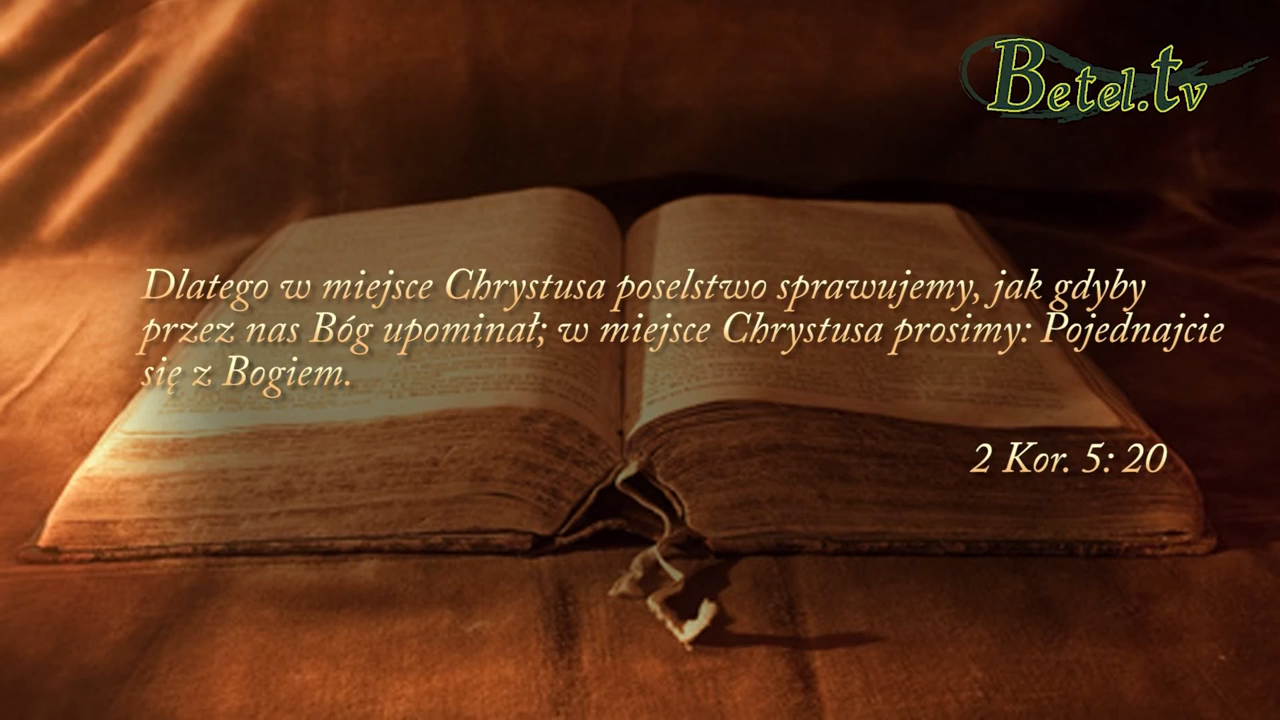 Betel.tv
Dlatego w miejsce Chrystusa poselstwo sprawujemy, jak gdyby
przez nas Bóg upominał; w miejsce Chrystusa prosimy: Pojednajcie
się z Bogiem.
2 Kor. 5: 20